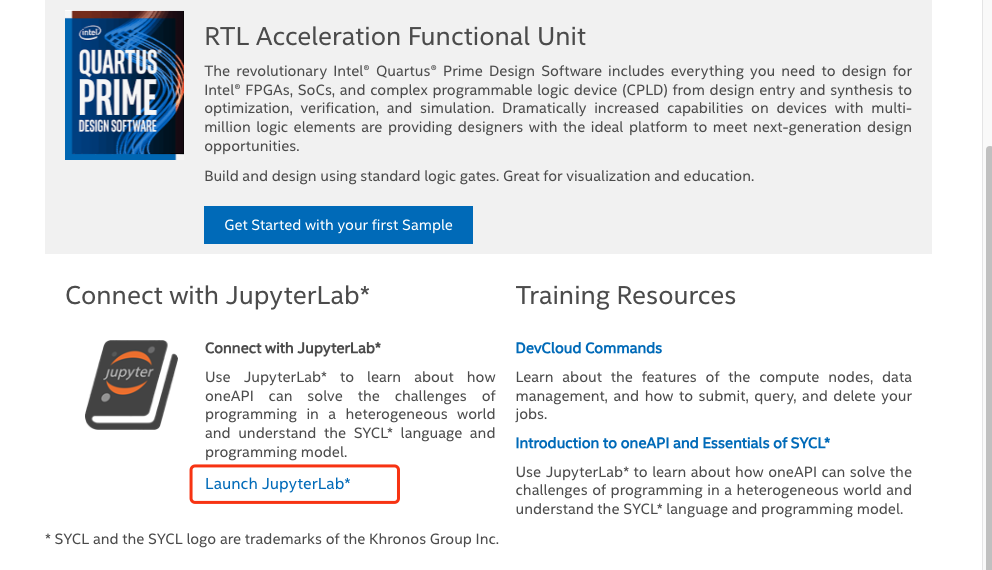 intel
QUARTUS®
PRIME
DESIGN SOFTWARE
RTL Acceleration Functional Unit
The revolutionary Intel® Quartus® Prime Design Software includes everything you need to design for
Intel® FPGAs, SoCs, and complex programmable logic device (CPLD) from design entry and synthesis to
optimization, verification, and simulation. Dramatically increased capabilities on devices with multi-
million logic elements are providing designers with the ideal platform to meet next-generation design
opportunities.
Build and design using standard logic gates. Great for visualization and education.
Get Started with your first Sample
Connect with JupyterLab*
jupyter
Connect with JupyterLab*
Use JupyterLab* to learn about how
oneAPI can solve the challenges of
programming in a heterogeneous world
and understand the SYCL* language and
programming model.
Launch JupyterLab*
Training Resources
DevCloud Commands
Learn about the features of the compute nodes, data
management, and how to submit, query, and delete your
jobs.
Introduction to oneAPI and Essentials of SYCL*
Use JupyterLab* to learn about how oneAPI can solve the
challenges of programming in a heterogeneous world and
understand the SYCL* language and programming model.
* SYCL and the SYCL logo are trademarks of the Khronos Group Inc.